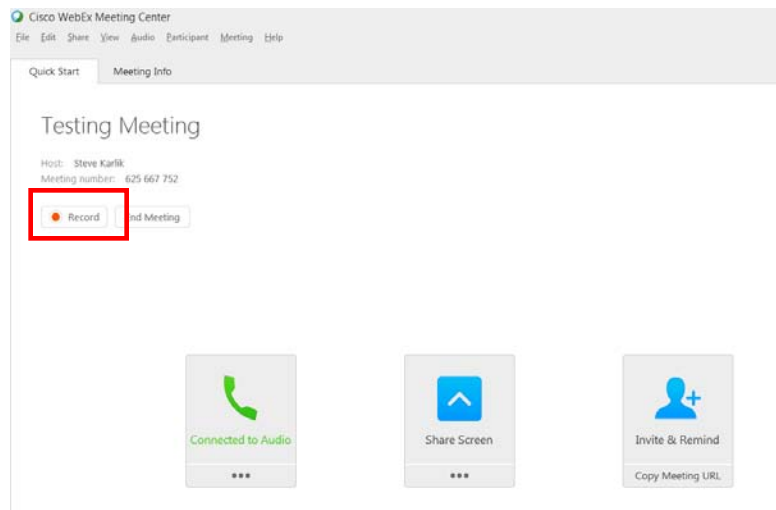 Cisco WebEx Meeting Center
File Edit Share View Audio Participant Meeting Help
Quick Start Meeting Info
Testing Meeting
Host: Steve Karlik
Meeting number: 625 667 752
Record nd Meeting
Connected to Audio Share Screen Invite & Remind
Copy Meeting URL